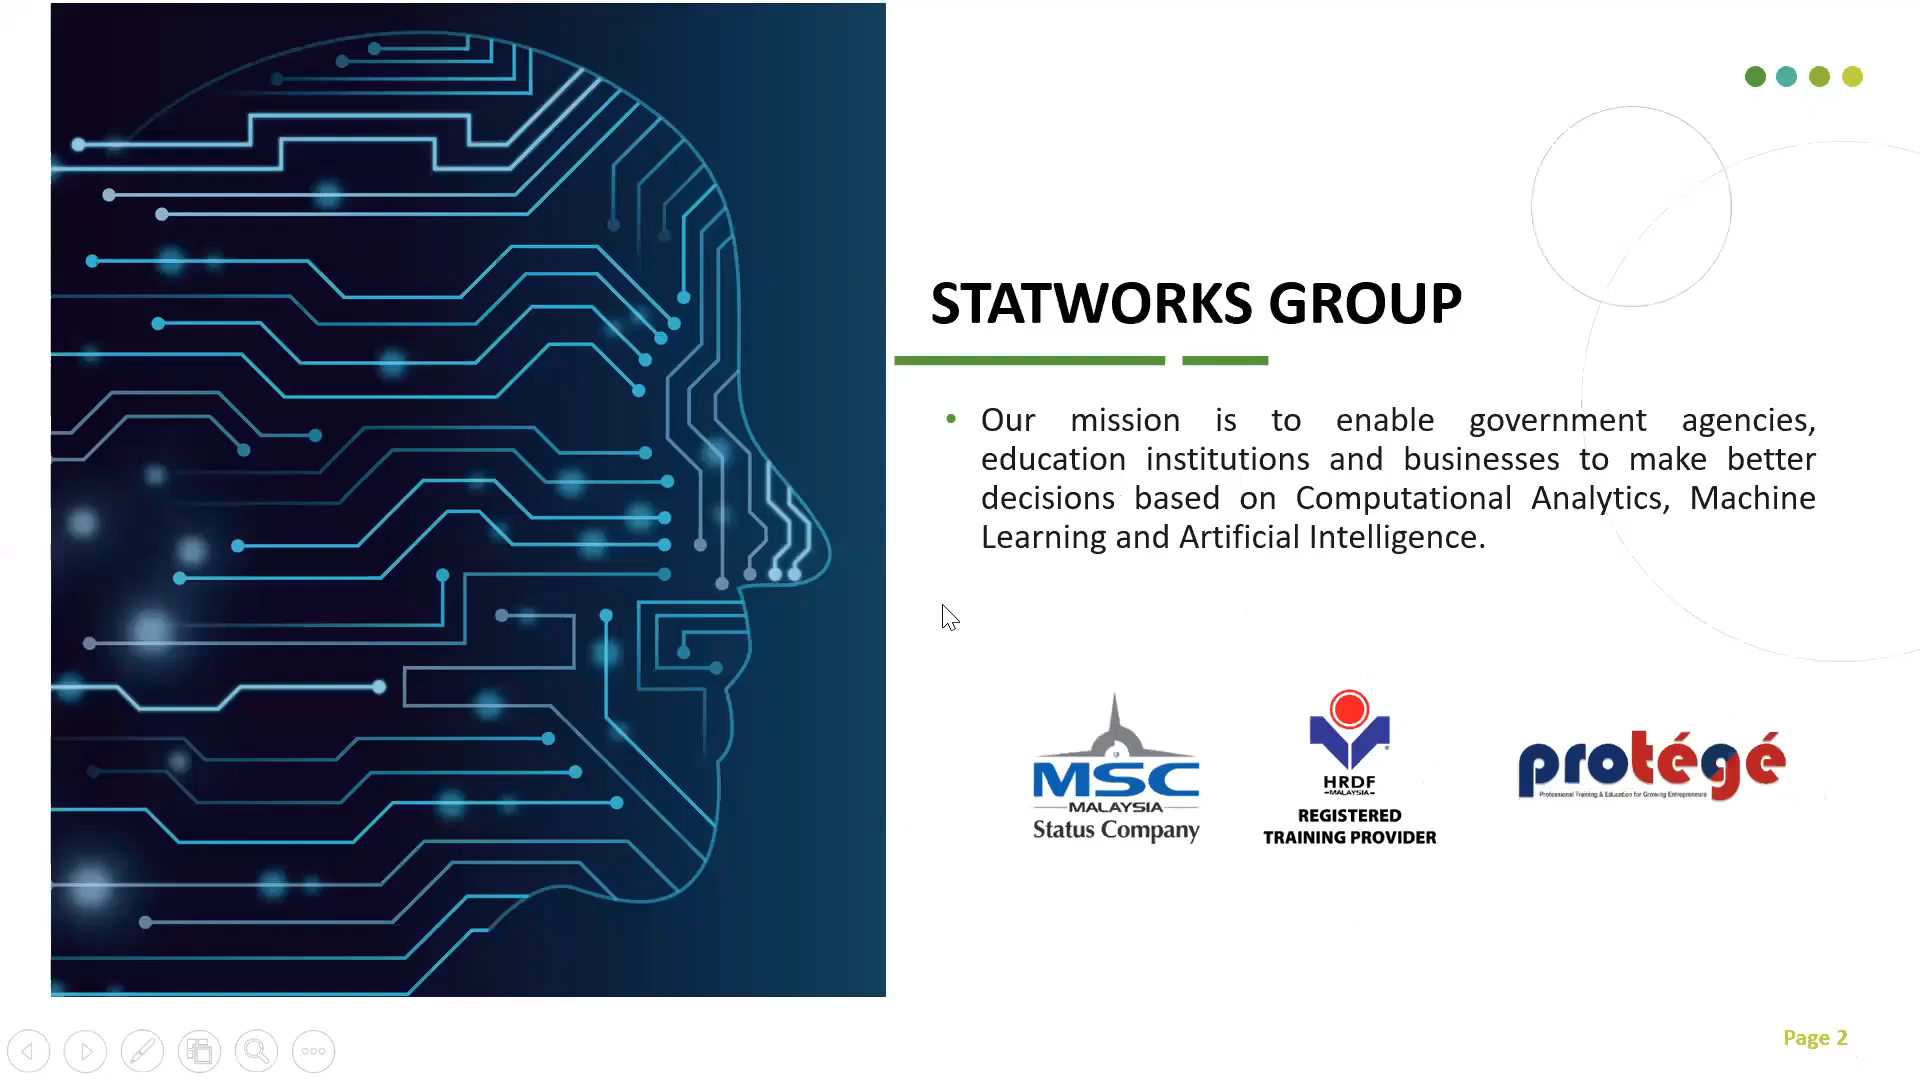 STATWORKS GROUP
• Our mission is to enable government agencies,
education institutions and businesses to make better
decisions based on Computational Analytics, Machine
Learning and Artificial Intelligence.
MSC
MALAYSIA
Status Company
HRDF
MALAYSIA
REGISTERED
TRAINING PROVIDER
protégé
Professional Training & Education for Growing Entrepreneurs
Page 2